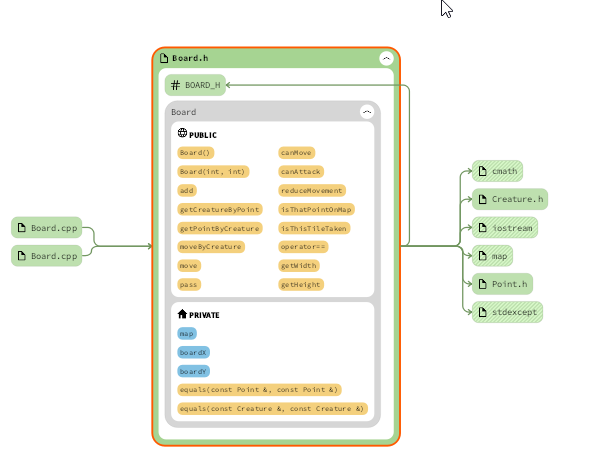 Board.h
# BOARD_H
Board
PUBLIC
Board()
Board(int, int)
add
getCreatureByPoint
getPointByCreature
moveByCreature
move
pass
canMove
canAttack
reduceMovement
isThatPointOnMap
isThisTileTaken
operator==
getWidth
getHeight
PRIVATE
map
boardX
boardY
equals(const Point &, const Point &)
equals(const Creature &, const Creature &)
Board.cpp
Board.cpp
cmath
Creature.h
iostream
map
Point.h
stdexcept